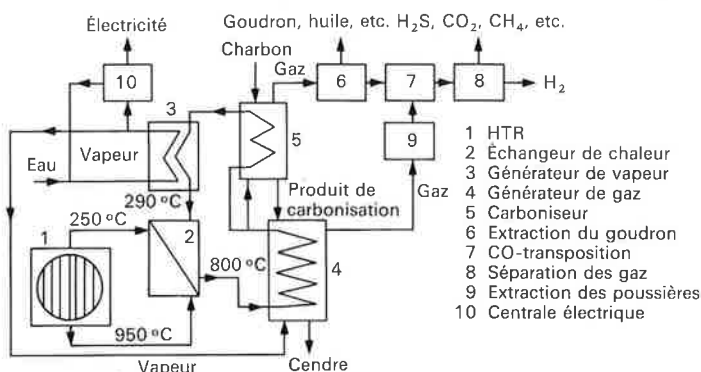 Électricité
Goudron, huile, etc. H₂S, CO₂, CH₄, etc.
Charbon
Gaz
10
6
7
8
H₂
3
5
9
Eau
Vapeur
Produit de
carbonisation
Gaz
290 °C
250 °C
1
2
800 °C
4
950 °C
Vapeur
Cendre
1 HTR
2 Échangeur de chaleur
3 Générateur de vapeur
4 Générateur de gaz
5 Carboniseur
6 Extraction du goudron
7 CO-transposition
8 Séparation des gaz
9 Extraction des poussières
10 Centrale électrique